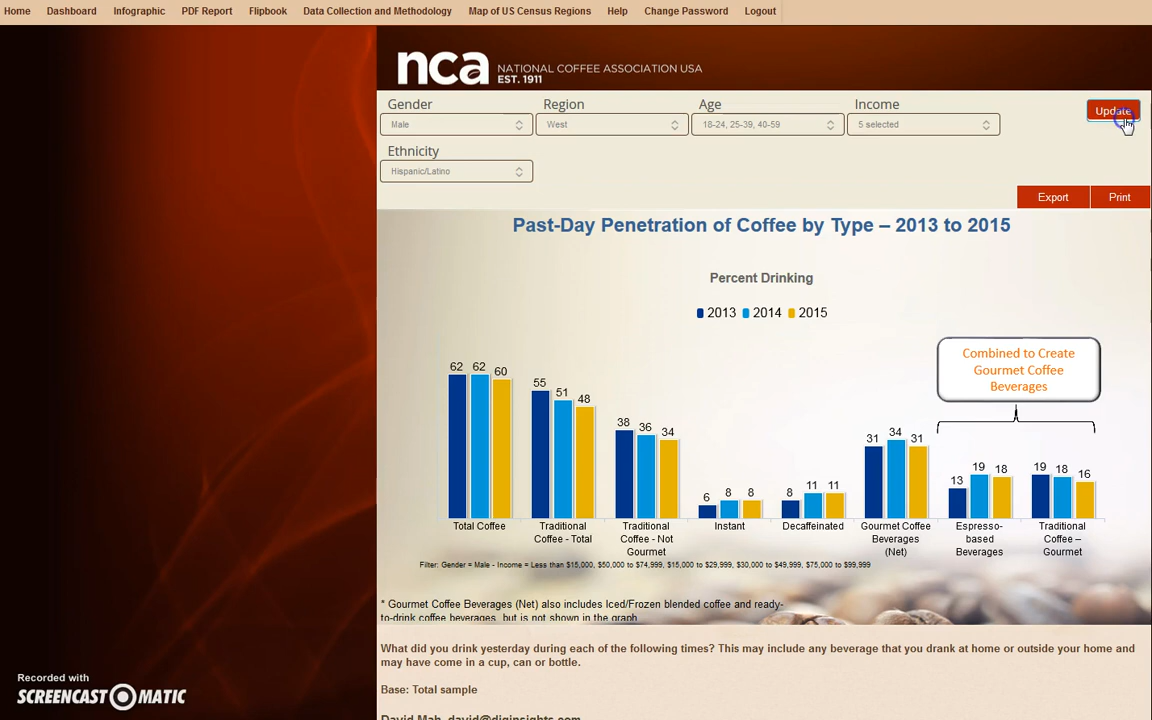 Home Dashboard Infographic PDF Report Flipbook Data Collection and Methodology Map of US Census Regions Help Change Password Logout
nca NATIONAL COFFEE ASSOCIATION USA
EST. 1911
Gender Region Age Income
Male West 18-24, 25-39, 40-59 5 selected Update
Ethnicity
Hispanic/Latino
Export Print
Past-Day Penetration of Coffee by Type – 2013 to 2015
Percent Drinking
2013 2014 2015
Combined to Create
Gourmet Coffee
Beverages
62 62 60 55 51 48 38 36 34 6 8 8 8 11 11 31 34 31 13 19 18 19 18 16
Total Coffee Traditional Traditional Instant Decaffeinated Gourmet Coffee Espresso- Traditional
Coffee - Total Coffee - Not Beverages based Coffee –
Gourmet (Net) Beverages Gourmet
Filter: Gender = Male - Income = Less than $15,000, $50,000 to $74,999, $15,000 to $29,999, $30,000 to $49,999, $75,000 to $99,999
* Gourmet Coffee Beverages (Net) also includes Iced/Frozen blended coffee and ready-
to-drink coffee beverages, but is not shown in the graph
What did you drink yesterday during each of the following times? This may include any beverage that you drank at home or outside your home and
may have come in a cup, can or bottle.
Base: Total sample
David Mah, david@diginsights.com
Recorded with
SCREENCAST-O-MATIC